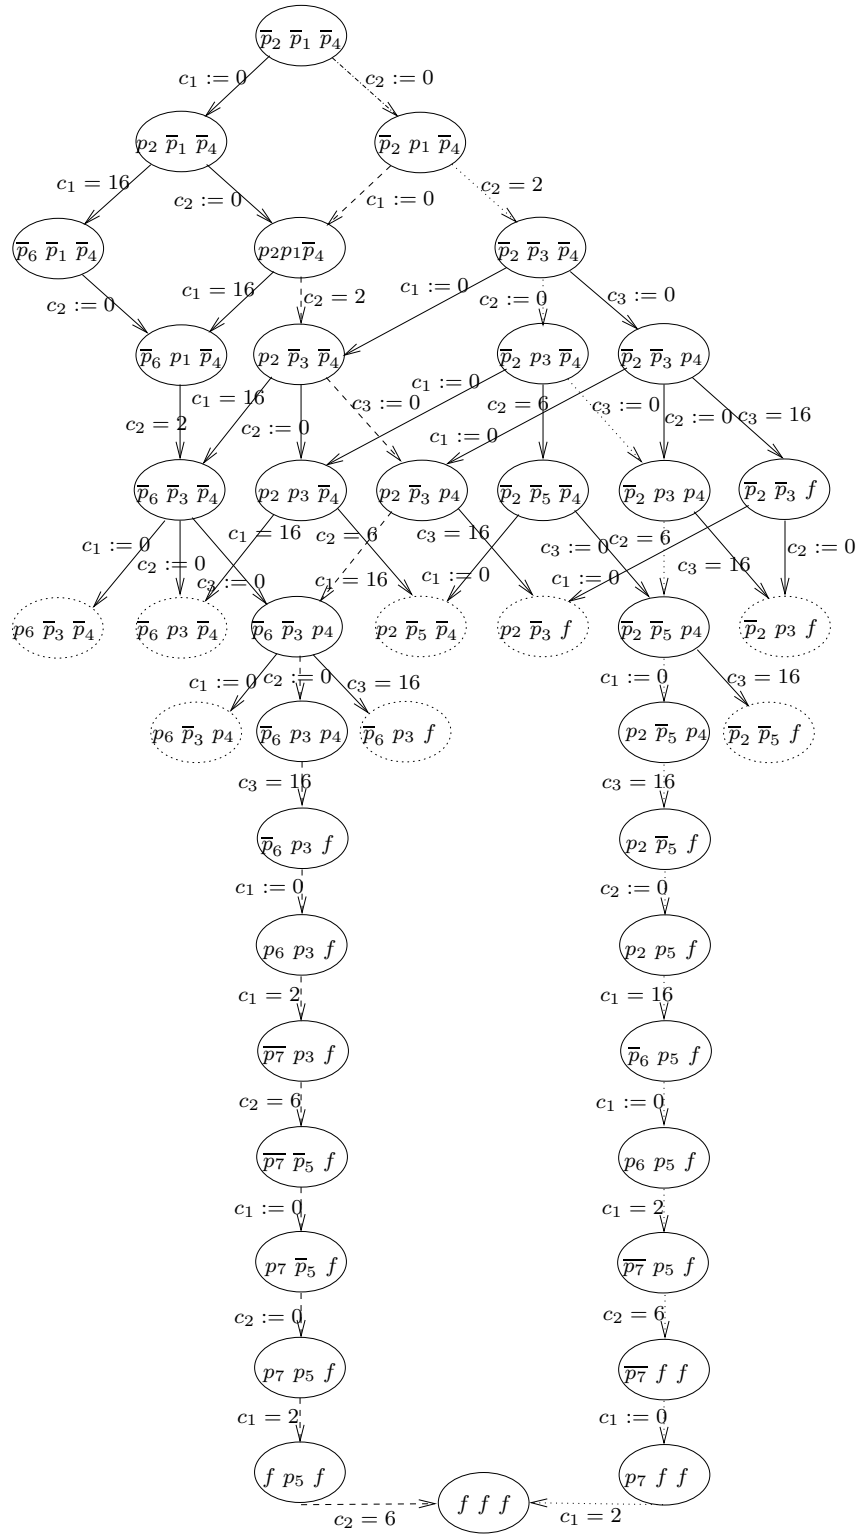 p̅₂ p̅₁ p̅₄
c₁ := 0
c₂ := 0
p₂ p̅₁ p̅₄
p̅₂ p₁ p̅₄
c₁ = 16
c₂ := 0
c₁ := 0
c₂ = 2
p̅₆ p̅₁ p̅₄
p₂p₁p̅₄
p̅₂ p̅₃ p̅₄
c₂ := 0
c₁ = 16
c₂ = 2
c₁ := 0
c₂ := 0
c₃ := 0
p̅₆ p₁ p̅₄
p₂ p̅₃ p̅₄
p̅₂ p₃ p̅₄
p̅₂ p̅₃ p₄
c₂ = 2
c₁ = 16
c₂ := 0
c₃ := 0
c₁ := 0
c₂ = 6
c₁ := 0
c₃ := 0
c₂ := 0
c₃ = 16
p̅₆ p̅₃ p̅₄
p₂ p₃ p̅₄
p₂ p̅₃ p₄
p̅₂ p̅₅ p̅₄
p̅₂ p₃ p₄
p̅₂ p̅₃ f
c₁ := 0
c₂ := 0
c₃ := 0
c₁ = 16
c₂ = 6
c₁ = 16
c₃ = 16
c₁ := 0
c₃ := 0
c₂ = 6
c₁ := 0
c₃ = 16
c₂ := 0
p₆ p̅₃ p̅₄
p̅₆ p₃ p̅₄
p̅₆ p̅₃ p₄
p₂ p̅₅ p̅₄
p₂ p̅₃ f
p̅₂ p̅₅ p₄
p̅₂ p₃ f
c₁ := 0
c₂ := 0
c₃ = 16
c₁ := 0
c₃ = 16
p₆ p̅₃ p₄
p̅₆ p₃ p₄
p̅₆ p₃ f
p₂ p̅₅ p₄
p̅₂ p̅₅ f
c₃ = 16
c₃ = 16
p̅₆ p₃ f
p₂ p̅₅ f
c₁ := 0
c₂ := 0
p₆ p₃ f
p₂ p₅ f
c₁ = 2
c₁ = 16
p̅₇ p₃ f
p̅₆ p₅ f
c₂ = 6
c₁ := 0
p̅₇ p̅₅ f
p₆ p₅ f
c₁ := 0
c₁ = 2
p₇ p̅₅ f
p̅₇ p₅ f
c₂ := 0
c₂ = 6
p₇ p₅ f
p̅₇ f f
c₁ = 2
c₁ := 0
f p₅ f
p₇ f f
f f f
c₂ = 6
c₁ = 2